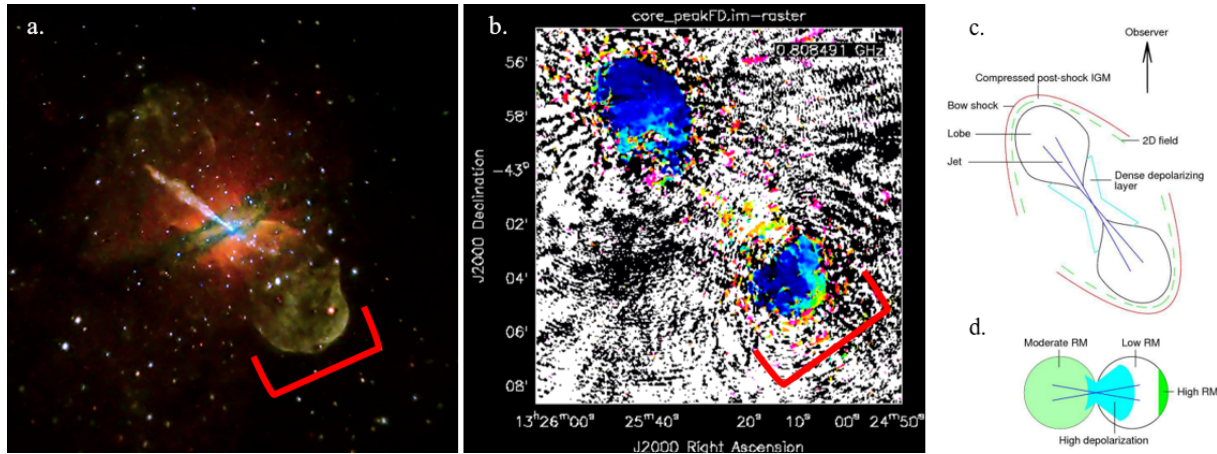 a.
b.
core_peakFD.im-raster
0.808491 GHz
J2000 Declination
56'
58'
-43°
02'
04'
06'
08'
13ʰ26ᵐ00ˢ
25ᵐ40ˢ
20ˢ
10ˢ
00ˢ
24ᵐ50ˢ
J2000 Right Ascension
c.
Observer
Compressed post-shock IGM
Bow shock
Lobe
Jet
2D field
Dense depolarizing
layer
d.
Moderate RM
Low RM
High RM
High depolarization